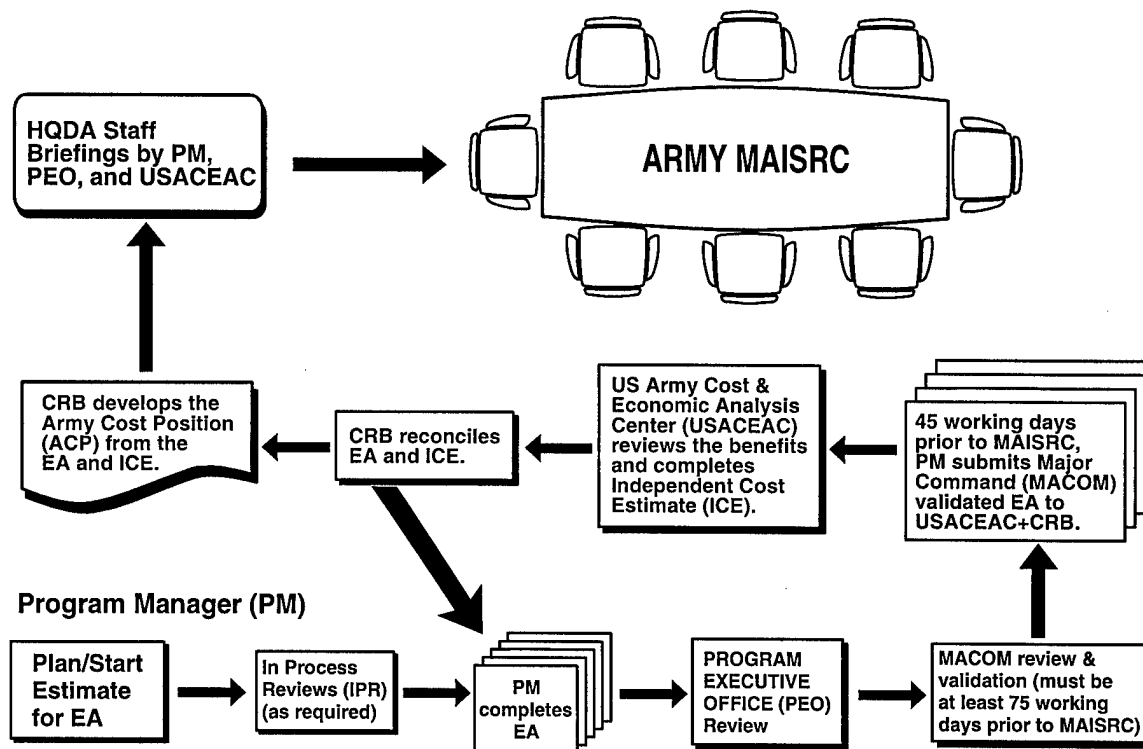 HQDA Staff
Briefings by PM,
PEO, and USACEAC
ARMY MAISRC
CRB develops the
Army Cost Position
(ACP) from the
EA and ICE.
CRB reconciles
EA and ICE.
US Army Cost &
Economic Analysis
Center (USACEAC)
reviews the benefits
and completes
Independent Cost
Estimate (ICE).
45 working days
prior to MAISRC,
PM submits Major
Command (MACOM)
validated EA to
USACEAC+CRB.
Program Manager (PM)
Plan/Start
Estimate
for EA
In Process
Reviews (IPR)
(as required)
PM
completes
EA
PROGRAM
EXECUTIVE
OFFICE (PEO)
Review
MACOM review &
validation (must be
at least 75 working
days prior to MAISRC)